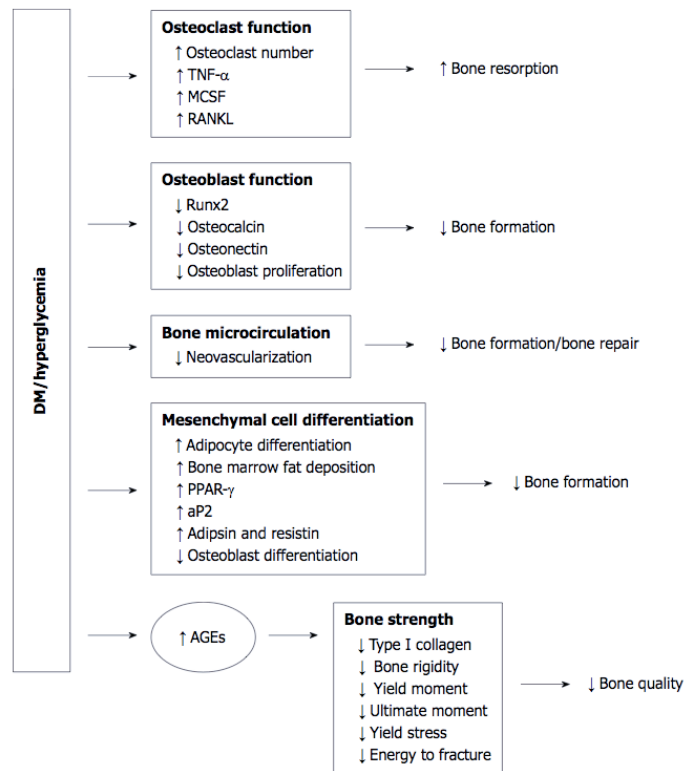 DM/hyperglycemia
Osteoclast function
↑ Osteoclast number
↑ TNF-α
↑ MCSF
↑ RANKL
↑ Bone resorption
Osteoblast function
↓ Runx2
↓ Osteocalcin
↓ Osteonectin
↓ Osteoblast proliferation
↓ Bone formation
Bone microcirculation
↓ Neovascularization
↓ Bone formation/bone repair
Mesenchymal cell differentiation
↑ Adipocyte differentiation
↑ Bone marrow fat deposition
↑ PPAR-γ
↑ aP2
↑ Adipsin and resistin
↓ Osteoblast differentiation
↓ Bone formation
↑ AGEs
Bone strength
↓ Type I collagen
↓ Bone rigidity
↓ Yield moment
↓ Ultimate moment
↓ Yield stress
↓ Energy to fracture
↓ Bone quality